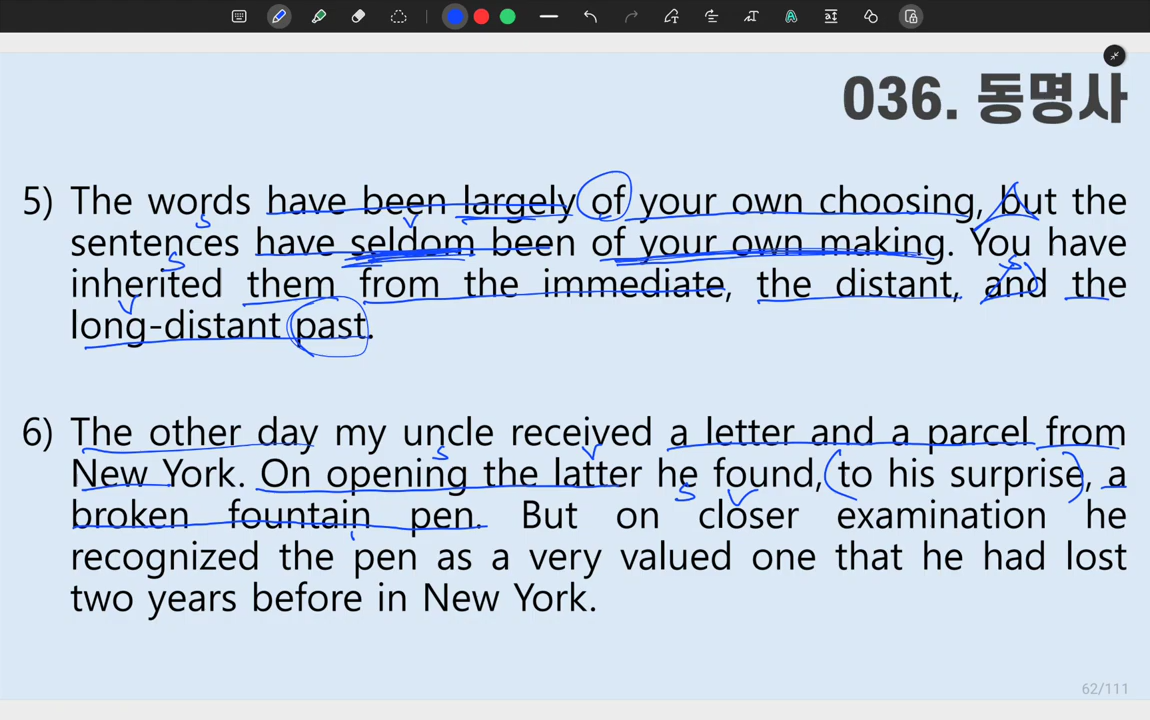 036. 동명사
5) The words have been largely of your own choosing, but the
sentences have seldom been of your own making. You have
inherited them from the immediate, the distant, and the
long-distant past.
6) The other day my uncle received a letter and a parcel from
New York. On opening the latter he found, to his surprise, a
broken fountain pen. But on closer examination he
recognized the pen as a very valued one that he had lost
two years before in New York.
62/111